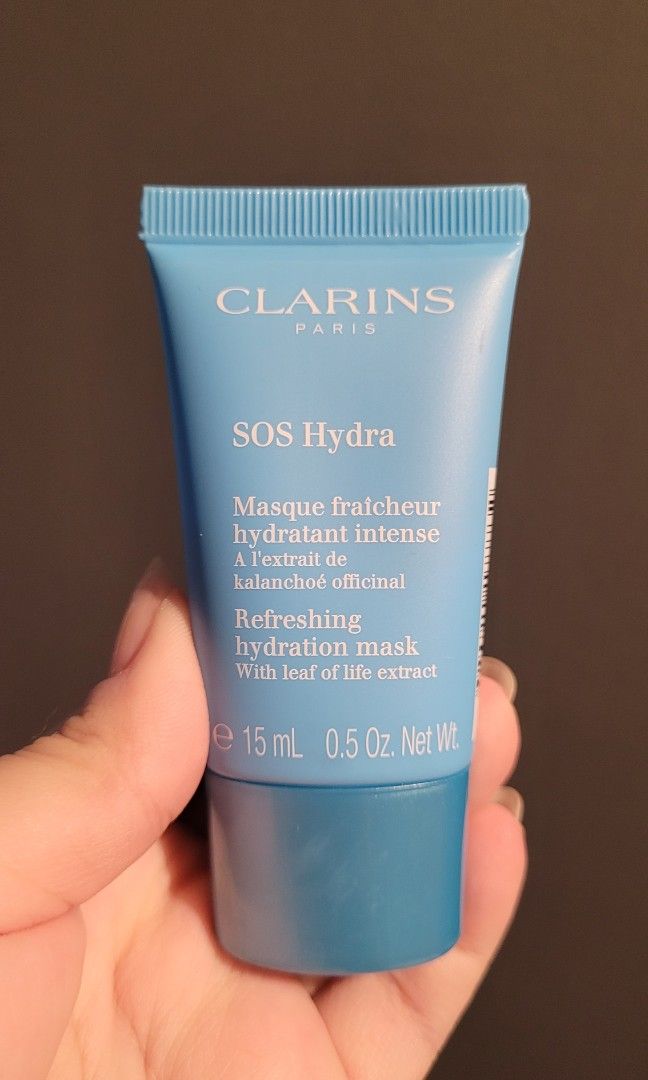 CLARINS
PARIS
SOS Hydra
Masque fraîcheur
hydratant intense
A l'extrait de
kalanchoé officinal
Refreshing
hydration mask
With leaf of life extract
e 15 mL 0.5 Oz. Net Wt.